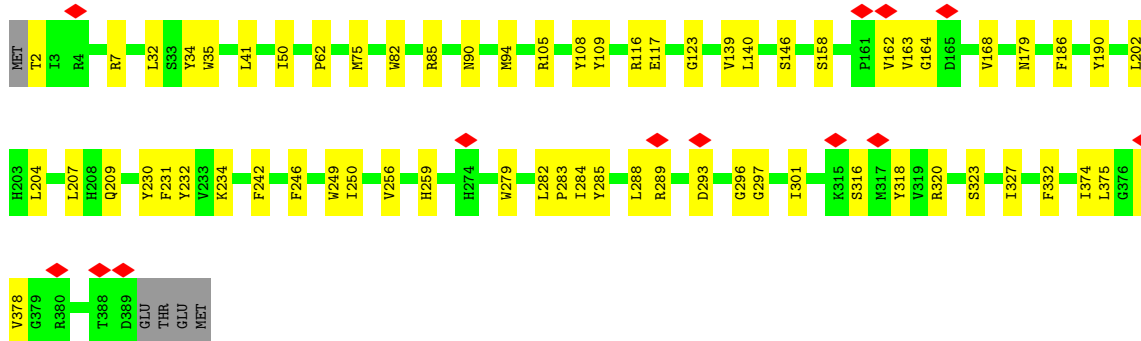 MET T2 I3 R4 R7 L32 S33 Y34 W35 L41 I50 P62 M75 W82 R85 N90 M94 R105 Y108 Y109 R116 E117 G123 V139 L140 S146 S158 P161 V162 V163 G164 D165 V168 N179 F186 Y190 L202
H203 L204 L207 H208 Q209 Y230 F231 Y232 V233 K234 F242 F246 W249 I250 V256 H259 H274 W279 L282 P283 I284 Y285 L288 R289 D293 G296 G297 I301 K315 S316 M317 Y318 V319 R320 S323 I327 F332 I374 L375 G376
V378 G379 R380 T388 D389 GLU THR GLU MET